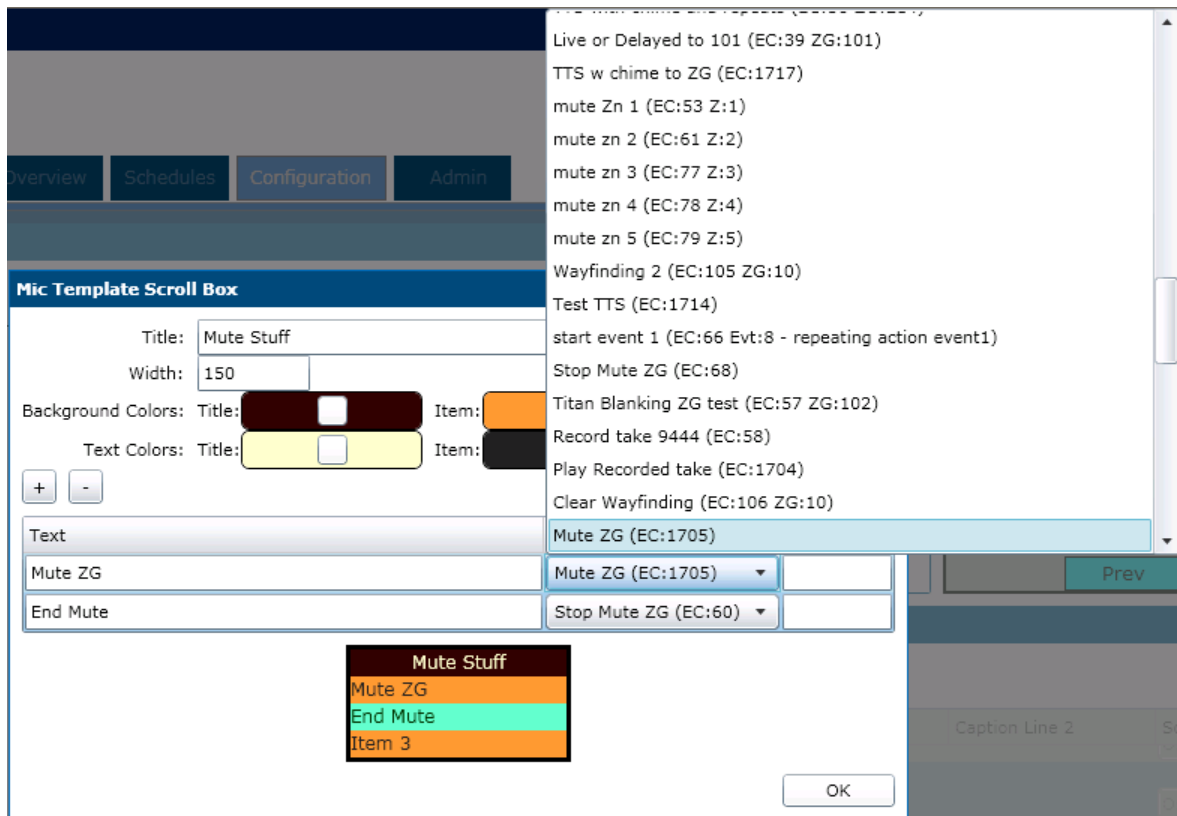 Live or Delayed to 101 (EC:39 ZG:101)
TTS w chime to ZG (EC:1717)
mute Zn 1 (EC:53 Z:1)
mute zn 2 (EC:61 Z:2)
mute zn 3 (EC:77 Z:3)
mute zn 4 (EC:78 Z:4)
mute zn 5 (EC:79 Z:5)
Wayfinding 2 (EC:105 ZG:10)
Test TTS (EC:1714)
start event 1 (EC:66 Evt:8 - repeating action event1)
Stop Mute ZG (EC:68)
Titan Blanking ZG test (EC:57 ZG:102)
Record take 9444 (EC:58)
Play Recorded take (EC:1704)
Clear Wayfinding (EC:106 ZG:10)
Mute ZG (EC:1705)
Overview Schedules Configuration Admin
Mic Template Scroll Box
Title: Mute Stuff
Width: 150
Background Colors: Title: Item:
Text Colors: Title: Item:
+ -
Text
Mute ZG Mute ZG (EC:1705)
End Mute Stop Mute ZG (EC:60)
Prev
Mute Stuff
Mute ZG
End Mute
Item 3
Caption Line 2
OK